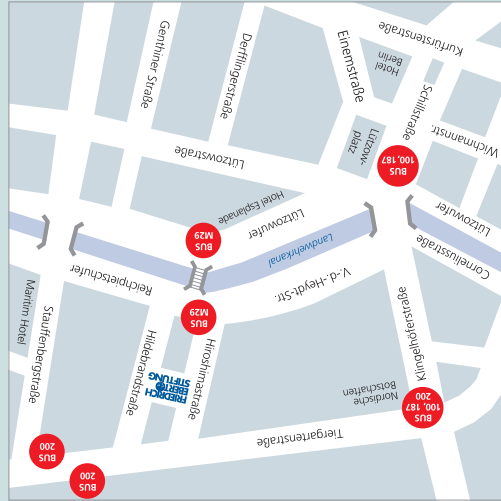 BUS
200
BUS
200
Tiergartenstraße
BUS
100, 187
200
Nordische
Botschaften
Klingelhöferstraße
FRIEDRICH
EBERT
STIFTUNG
Hiroshimastraße
Hildebrandstraße
Stauffenbergstraße
Maritim Hotel
BUS
M29
V.-d.-Heydt-Str.
Reichpietschufer
Corneliusstraße
Landwehrkanal
BUS
M29
Lützowufer
Lützowufer
Hotel Esplanade
BUS
100,187
Lützow-
platz
Lützowstraße
Wichmannstr.
Schillstraße
Einemstraße
Hotel
Berlin
Derfflingerstraße
Genthiner Straße
Kurfürstenstraße